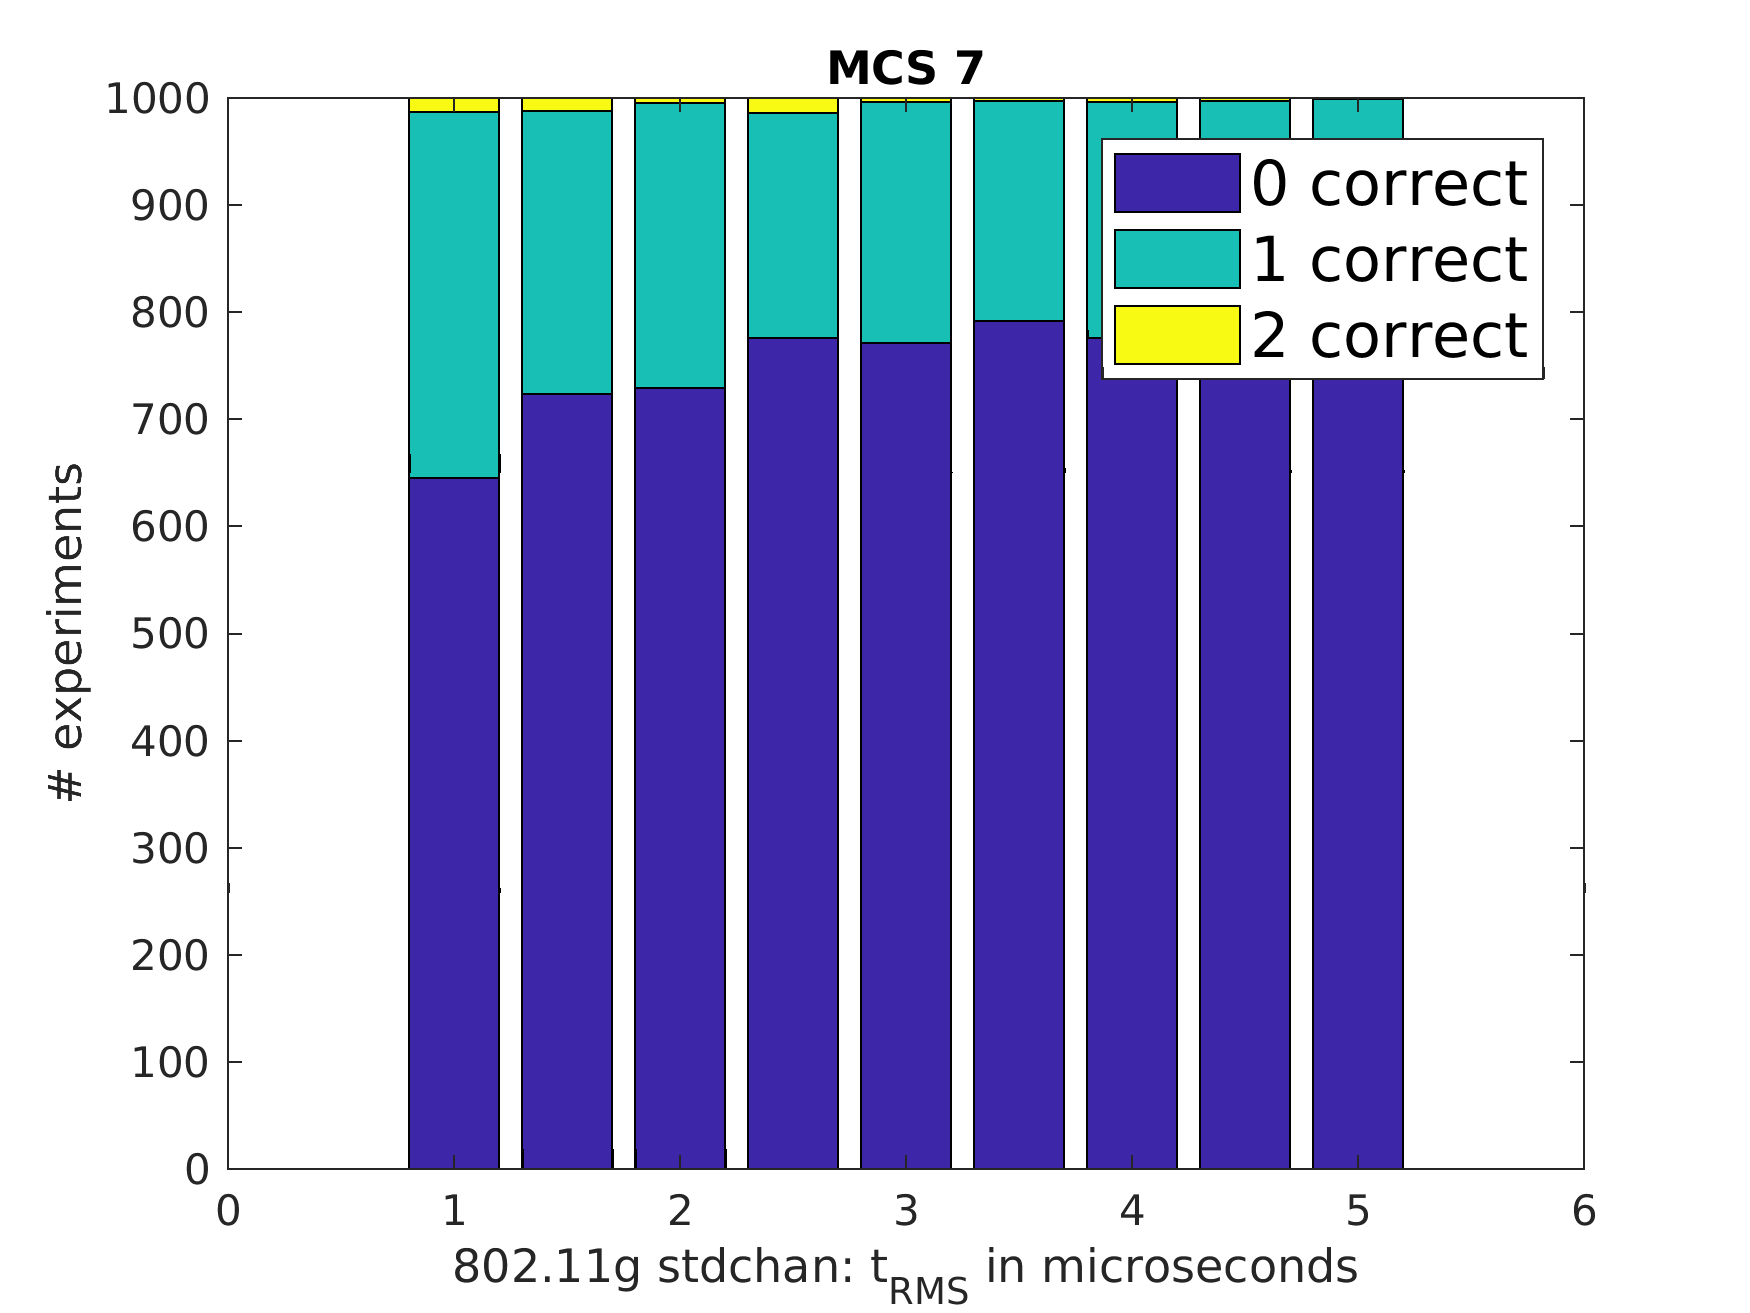 MCS 7
1000
900
800
700
600
500
400
300
200
100
0
# experiments
0 correct
1 correct
2 correct
0 1 2 3 4 5 6
802.11g stdchan: t_RMS in microseconds